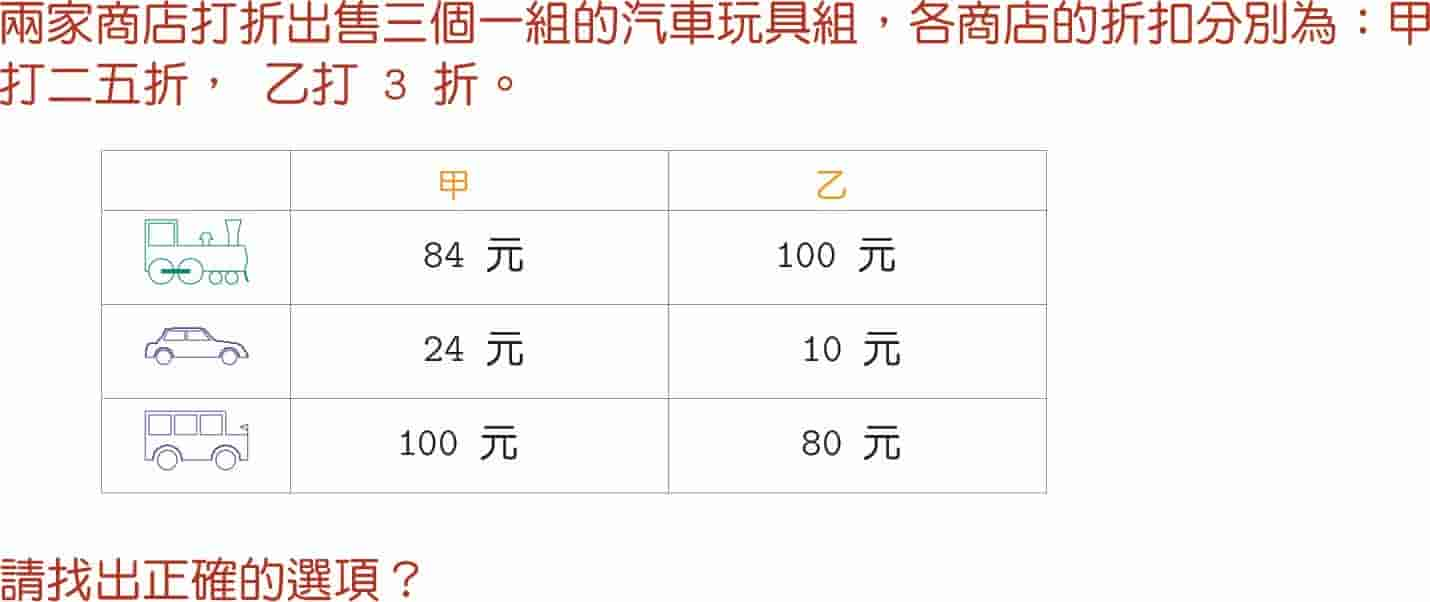 兩家商店打折出售三個一組的汽車玩具組，各商店的折扣分別為：甲
打二五折， 乙打 3 折。
甲 乙
84 元 100 元
24 元 10 元
100 元 80 元
請找出正確的選項？